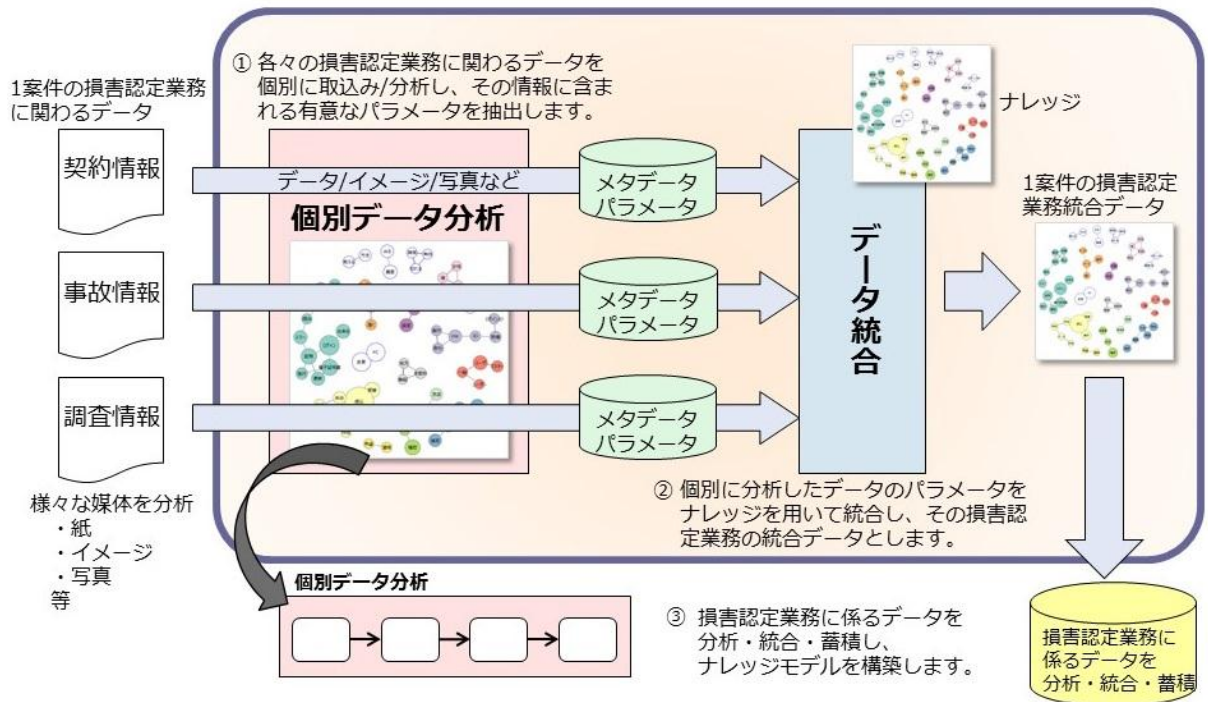 1案件の損害認定業務
に関わるデータ
契約情報
事故情報
調査情報
様々な媒体を分析
・紙
・イメージ
・写真
等
① 各々の損害認定業務に関わるデータを
個別に取込み/分析し、その情報に含ま
れる有意なパラメータを抽出します。
データ/イメージ/写真など
個別データ分析
メタデータ
パラメータ
メタデータ
パラメータ
メタデータ
パラメータ
データ統合
ナレッジ
1案件の損害認定
業務統合データ
② 個別に分析したデータのパラメータを
ナレッジを用いて統合し、その損害認
定業務の統合データとします。
個別データ分析
③ 損害認定業務に係るデータを
分析・統合・蓄積し、
ナレッジモデルを構築します。
損害認定業務に
係るデータを
分析・統合・蓄積